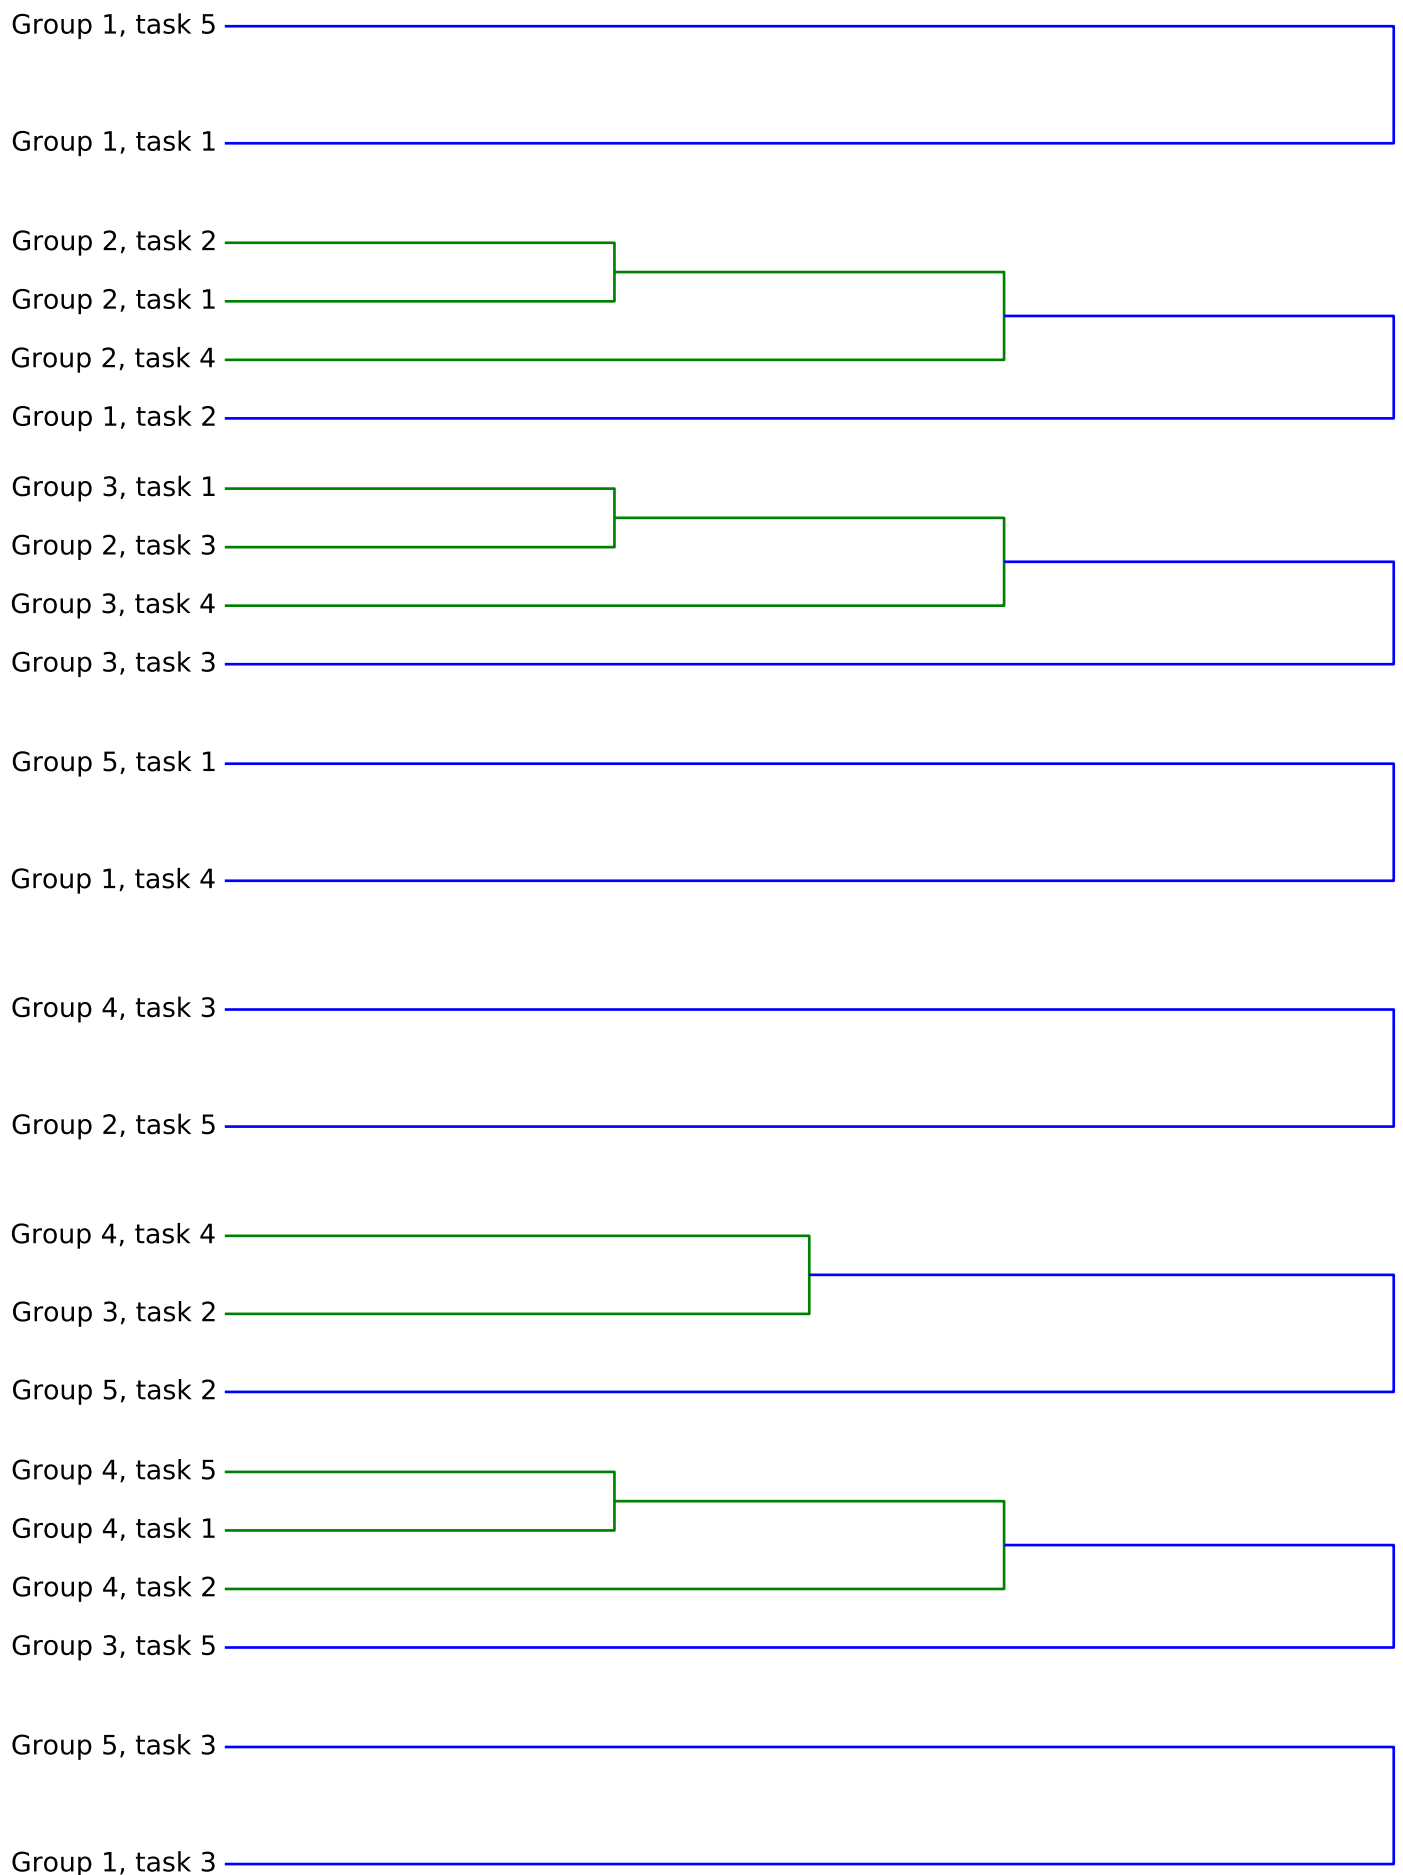 Group 1, task 5
Group 1, task 1
Group 2, task 2
Group 2, task 1
Group 2, task 4
Group 1, task 2
Group 3, task 1
Group 2, task 3
Group 3, task 4
Group 3, task 3
Group 5, task 1
Group 1, task 4
Group 4, task 3
Group 2, task 5
Group 4, task 4
Group 3, task 2
Group 5, task 2
Group 4, task 5
Group 4, task 1
Group 4, task 2
Group 3, task 5
Group 5, task 3
Group 1, task 3